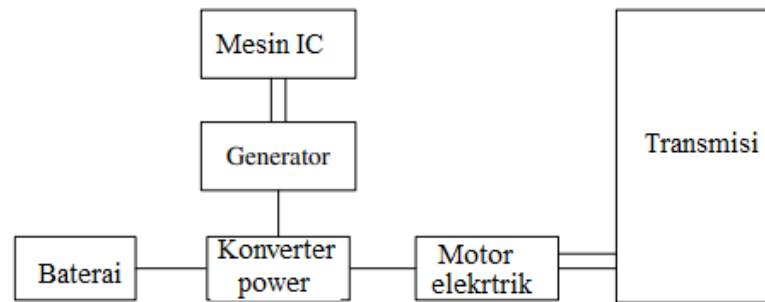 Mesin IC
Generator
Transmisi
Baterai
Konverter
power
Motor
elekrtrik